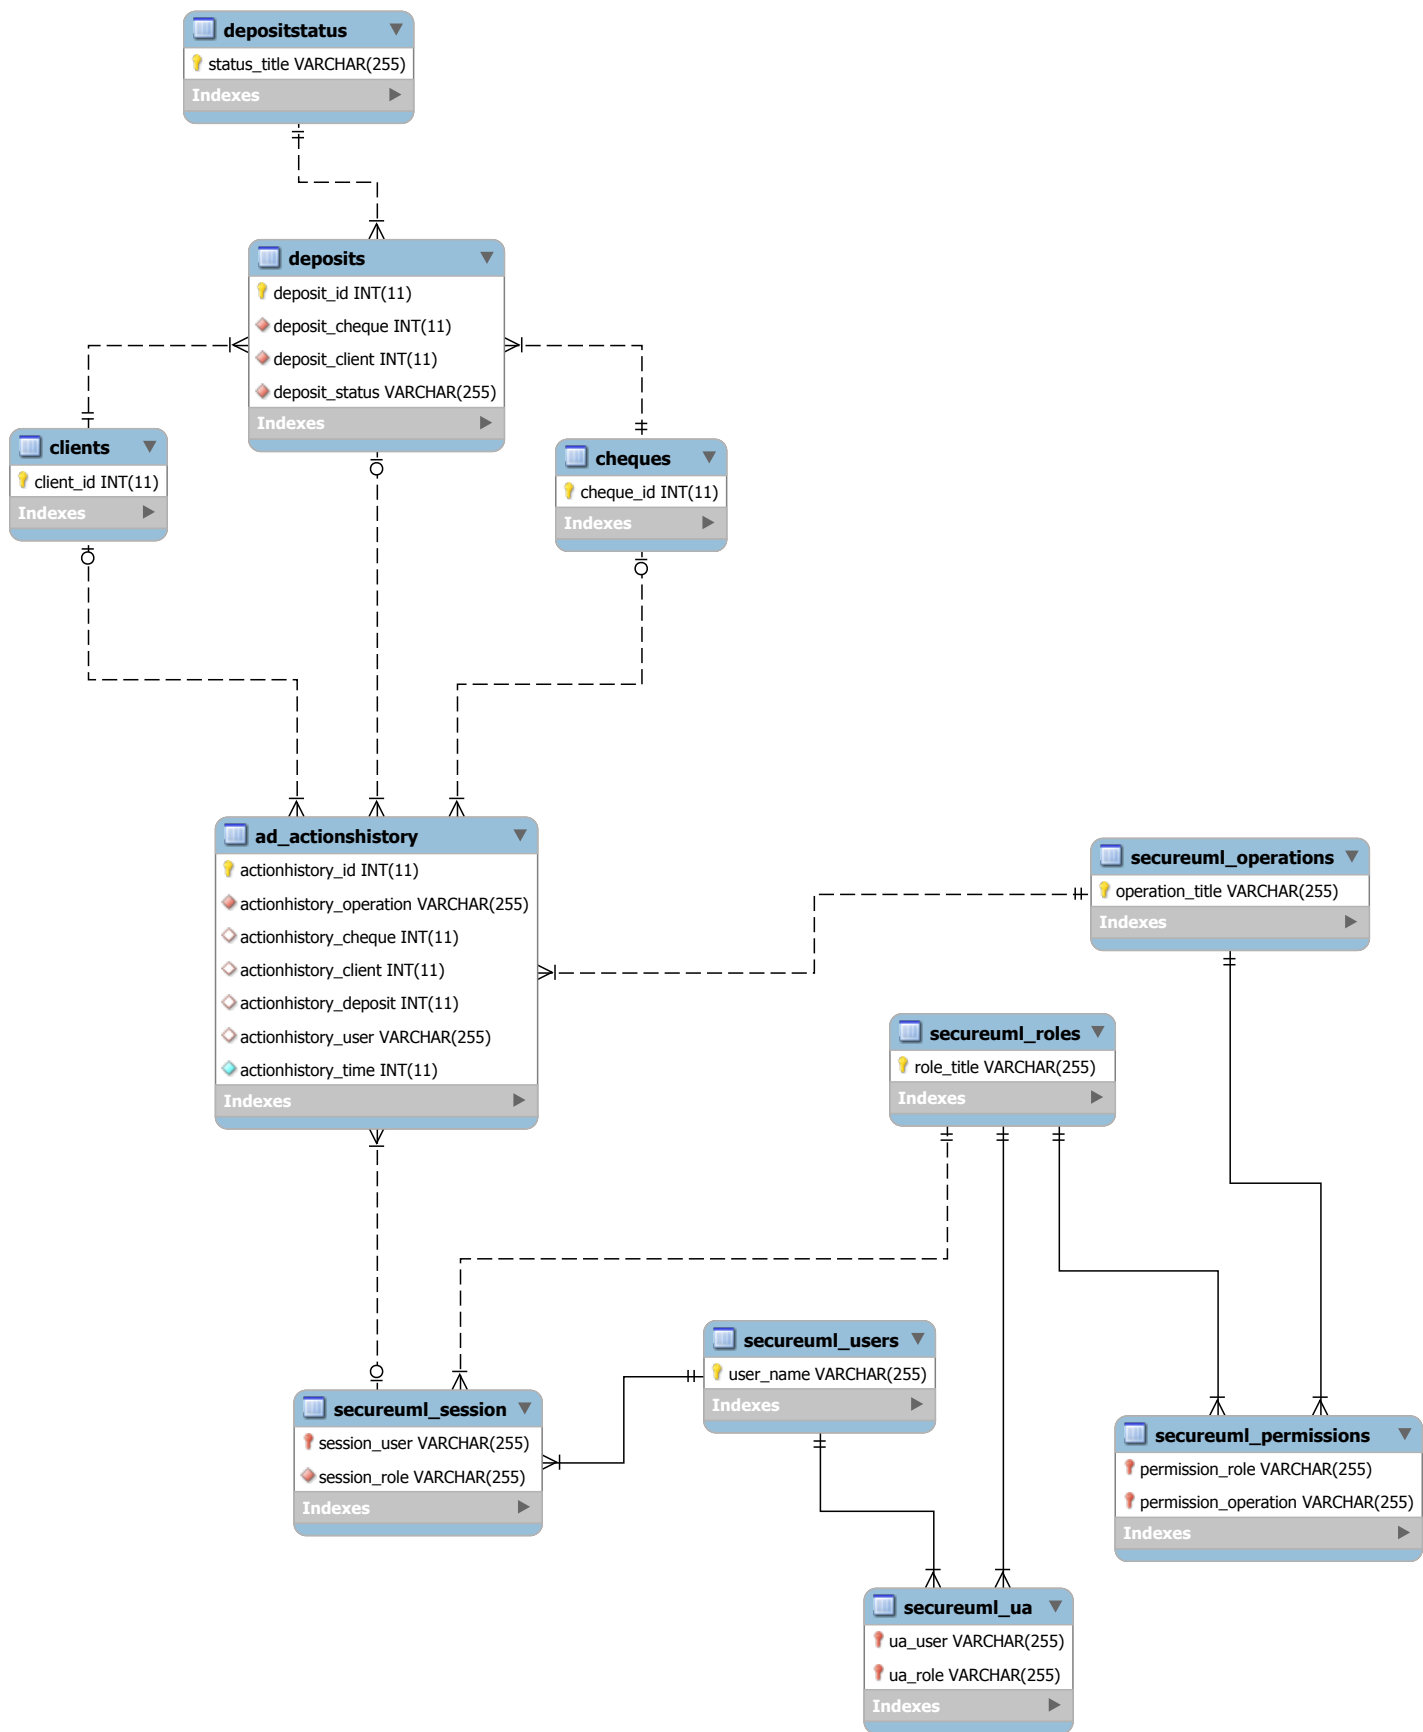 depositstatus
status_title VARCHAR(255)
Indexes
deposits
deposit_id INT(11)
deposit_cheque INT(11)
deposit_client INT(11)
deposit_status VARCHAR(255)
Indexes
clients
client_id INT(11)
Indexes
cheques
cheque_id INT(11)
Indexes
ad_actionshistory
actionhistory_id INT(11)
actionhistory_operation VARCHAR(255)
actionhistory_cheque INT(11)
actionhistory_client INT(11)
actionhistory_deposit INT(11)
actionhistory_user VARCHAR(255)
actionhistory_time INT(11)
Indexes
secureuml_operations
operation_title VARCHAR(255)
Indexes
secureuml_roles
role_title VARCHAR(255)
Indexes
secureuml_users
user_name VARCHAR(255)
Indexes
secureuml_session
session_user VARCHAR(255)
session_role VARCHAR(255)
Indexes
secureuml_permissions
permission_role VARCHAR(255)
permission_operation VARCHAR(255)
Indexes
secureuml_ua
ua_user VARCHAR(255)
ua_role VARCHAR(255)
Indexes